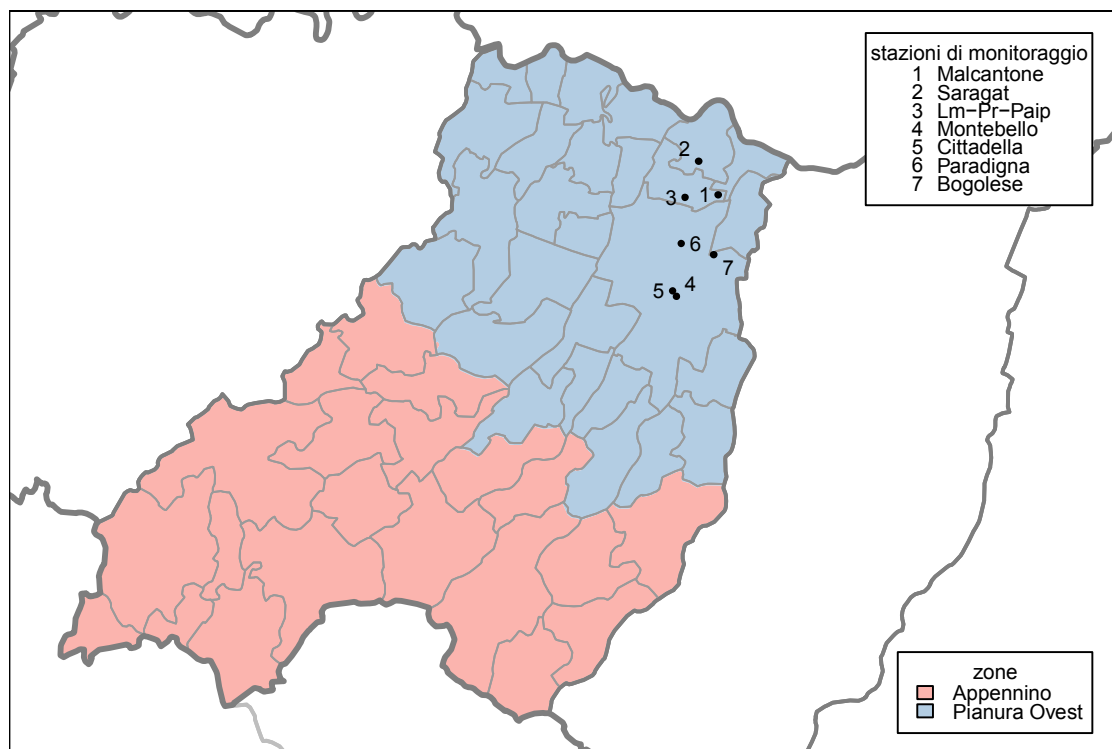 stazioni di monitoraggio
1 Malcantone
2 Saragat
3 Lm−Pr−Paip
4 Montebello
5 Cittadella
6 Paradigna
7 Bogolese
2
3 1
6
7
5 4
zone
Appennino
Pianura Ovest